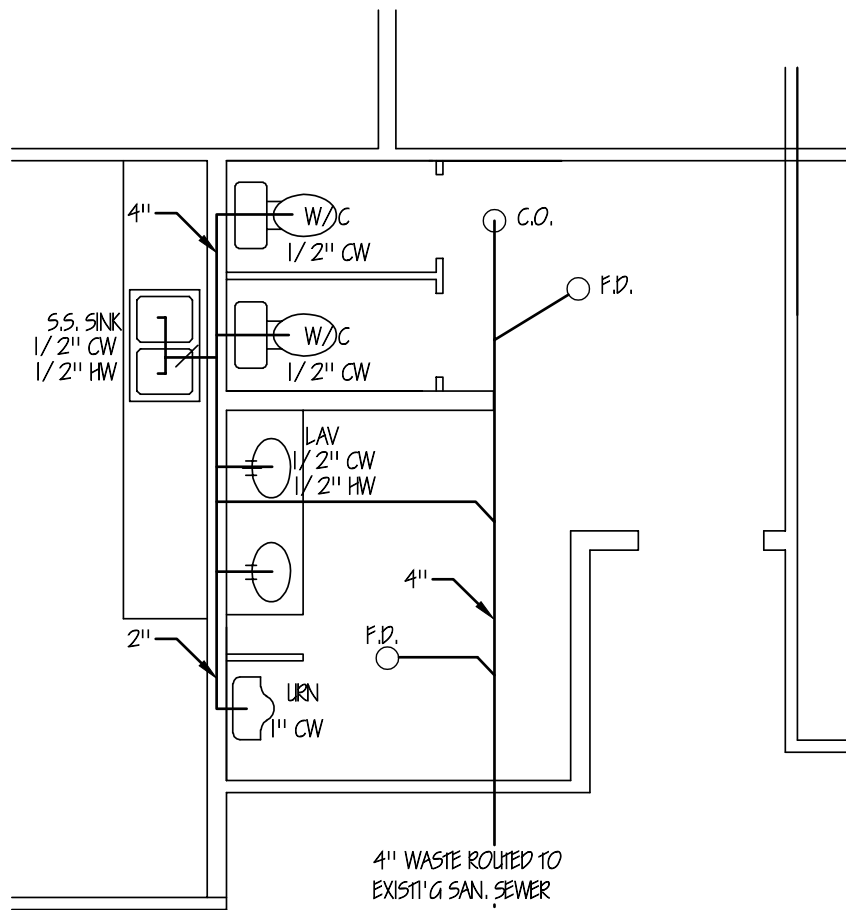 4"
W/C
1/2" CW
C.O.
F.D.
S.S. SINK
1/2" CW
1/2" HW
W/C
1/2" CW
LAV
1/2" CW
1/2" HW
4"
2"
F.D.
URN
1" CW
4" WASTE ROUTED TO
EXISTI'G SAN. SEWER